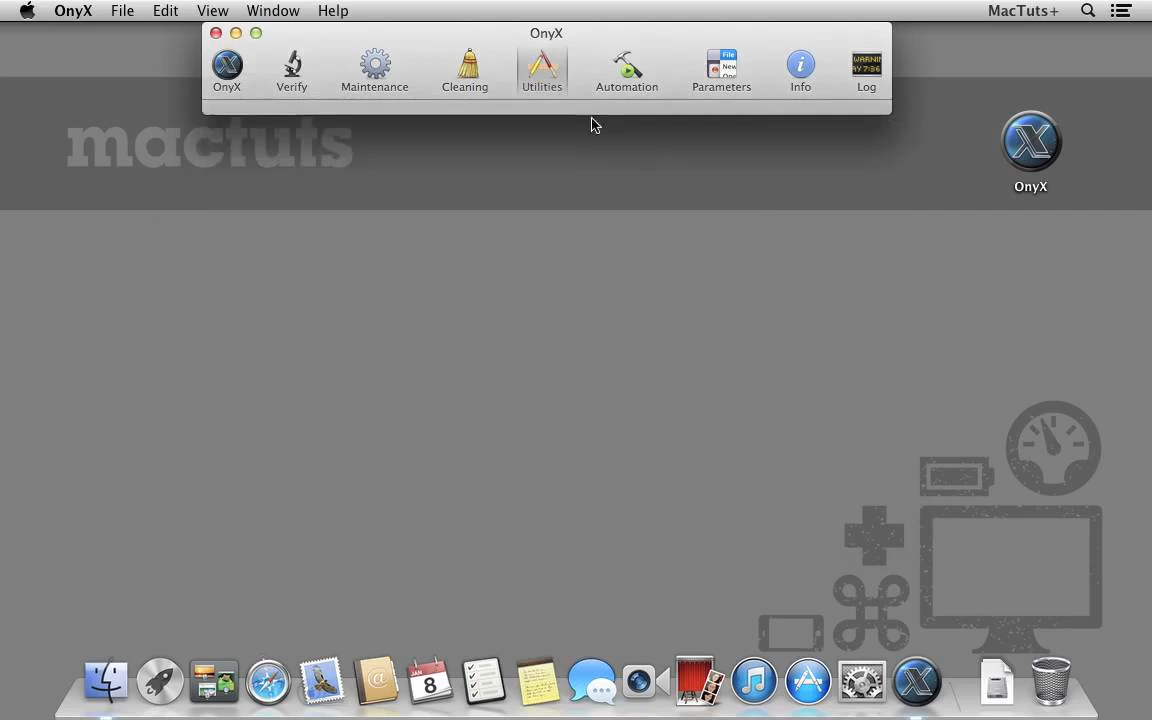 OnyX File Edit View Window Help MacTuts+
OnyX
OnyX Verify Maintenance Cleaning Utilities Automation Parameters Info Log
mactuts
OnyX